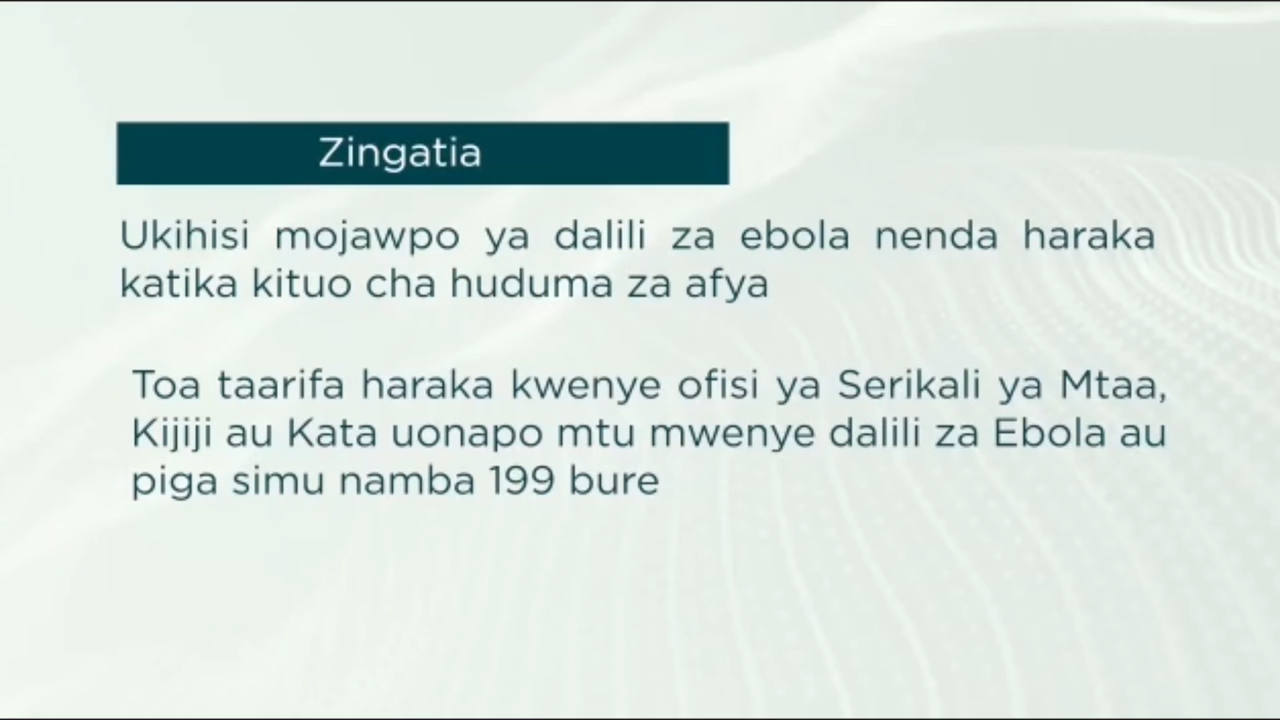 Zingatia
Ukihisi mojawpo ya dalili za ebola nenda haraka
katika kituo cha huduma za afya
Toa taarifa haraka kwenye ofisi ya Serikali ya Mtaa,
Kijiji au Kata uonapo mtu mwenye dalili za Ebola au
piga simu namba 199 bure